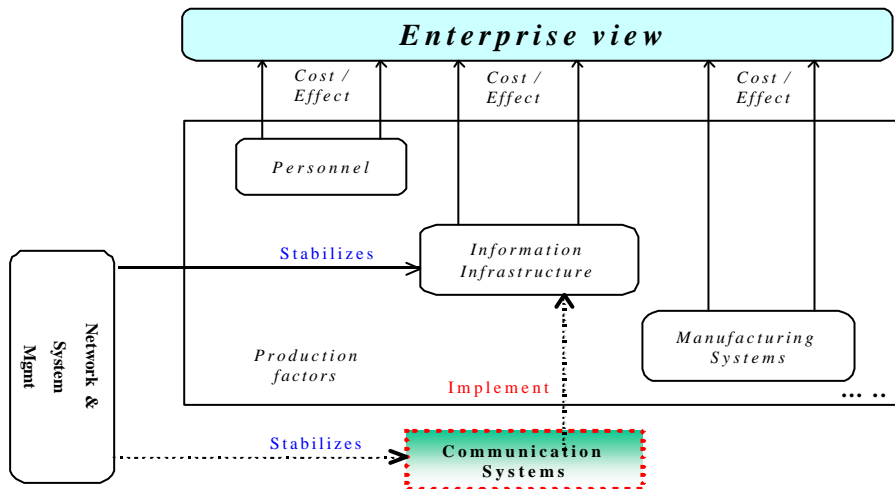 Enterprise view
Cost / Effect
Cost / Effect
Cost / Effect
Personnel
Stabilizes
Information
Infrastructure
Network &
System
Mgmt
Manufacturing
Systems
Production
factors
Implement
... ..
Stabilizes
Communication
Systems